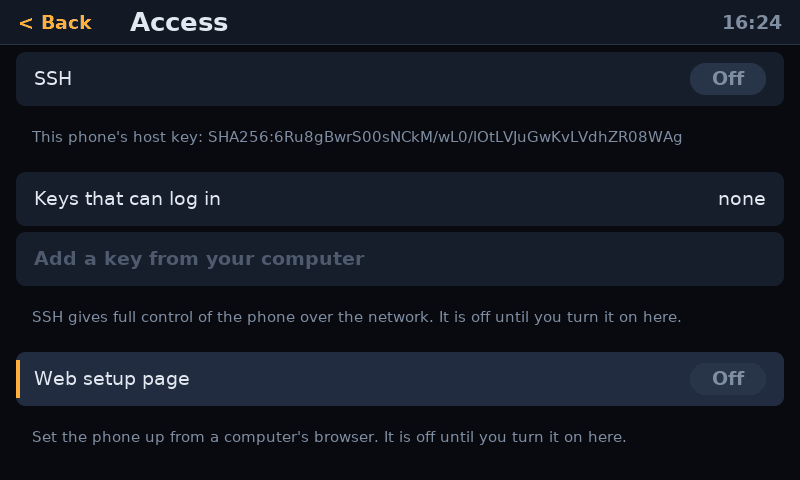 < Back
Access
16:24
SSH
Off
This phone's host key: SHA256:6Ru8gBwrS00sNCkM/wL0/IOtLVJuGwKvLVdhZR08WAg
Keys that can log in
none
Add a key from your computer
SSH gives full control of the phone over the network. It is off until you turn it on here.
Web setup page
Off
Set the phone up from a computer's browser. It is off until you turn it on here.